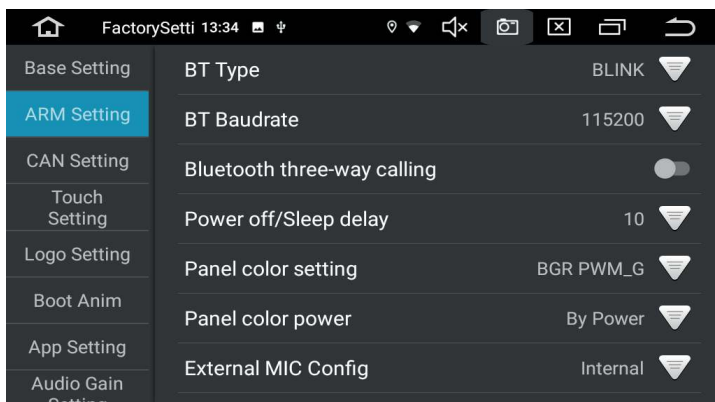 FactorySetti 13:34
Base Setting
ARM Setting
CAN Setting
Touch
Setting
Logo Setting
Boot Anim
App Setting
Audio Gain
Setting
BT Type BLINK
BT Baudrate 115200
Bluetooth three-way calling
Power off/Sleep delay 10
Panel color setting BGR PWM_G
Panel color power By Power
External MIC Config Internal